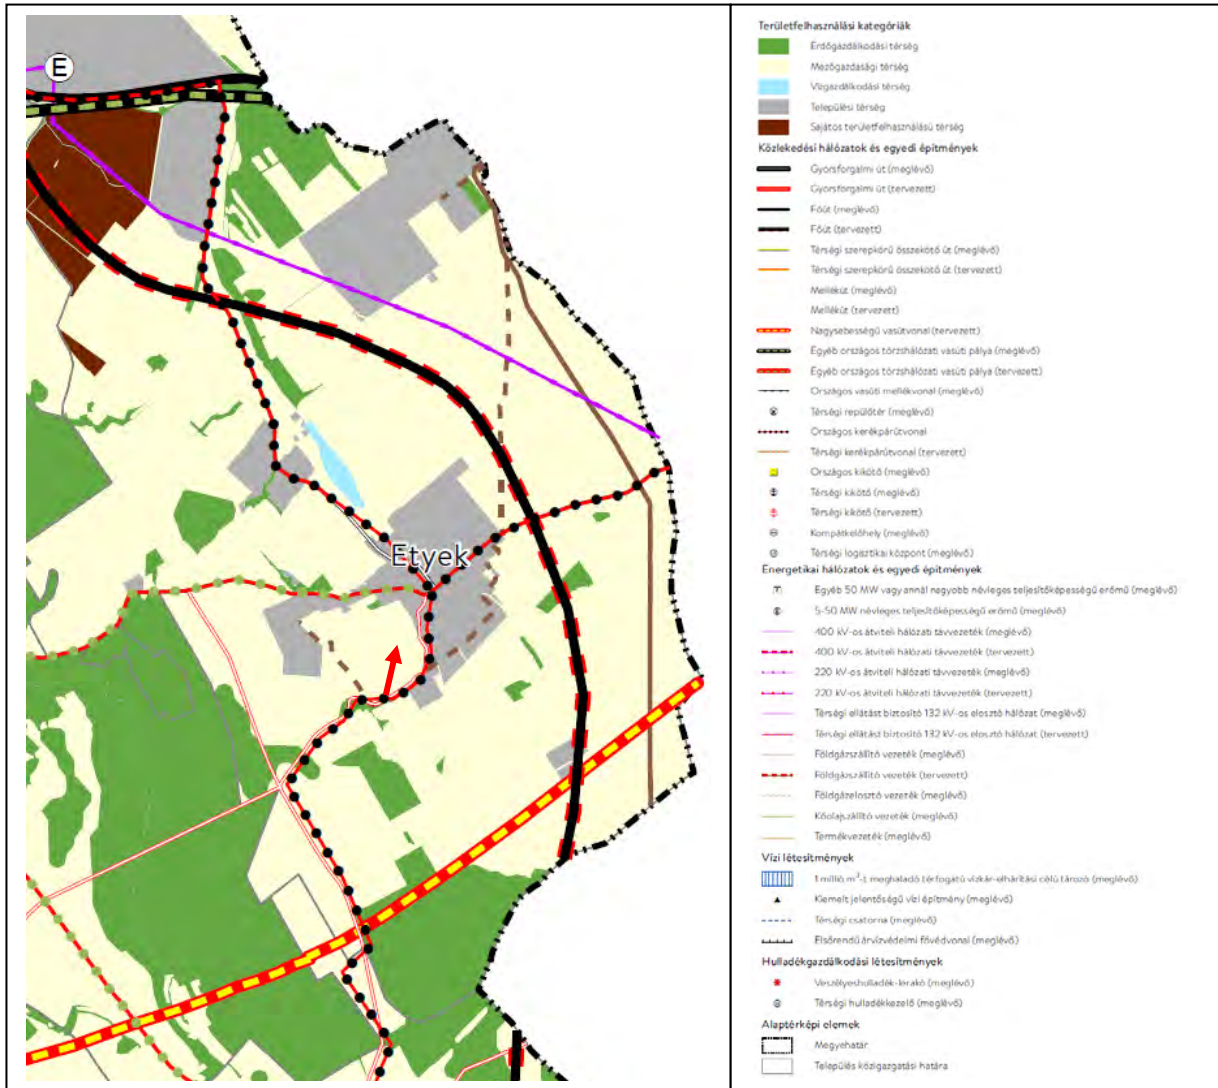 E
Etyek
Területfelhasználási kategóriák
Erdőgazdálkodási térség
Mezőgazdasági térség
Vízgazdálkodási térség
Települési térség
Sajátos területfelhasználású térség
Közlekedési hálózatok és egyedi építmények
Gyorsforgalmi út (meglévő)
Gyorsforgalmi út (tervezett)
Főút (meglévő)
Főút (tervezett)
Térségi szerepkörű összekötő út (meglévő)
Térségi szerepkörű összekötő út (tervezett)
Mellékút (meglévő)
Mellékút (tervezett)
Nagysebességű vasútvonal (tervezett)
Egyéb országos törzshálózati vasúti pálya (meglévő)
Egyéb országos törzshálózati vasúti pálya (tervezett)
Országos vasúti mellékvonal (meglévő)
Térségi repülőtér (meglévő)
Országos kerékpárútvonal
Térségi kerékpárútvonal (tervezett)
Országos kikötő (meglévő)
Térségi kikötő (meglévő)
Térségi kikötő (tervezett)
Kompátkelőhely (meglévő)
Térségi logisztikai központ (meglévő)
Energetikai hálózatok és egyedi építmények
Egyéb 50 MW vagy annál nagyobb névleges teljesítőképességű erőmű (meglévő)
5-50 MW névleges teljesítőképességű erőmű (meglévő)
400 kV-os átviteli hálózati távvezeték (meglévő)
400 kV-os átviteli hálózati távvezeték (tervezett)
220 kV-os átviteli hálózati távvezeték (meglévő)
220 kV-os átviteli hálózati távvezeték (tervezett)
Térségi ellátást biztosító 132 kV-os elosztó hálózat (meglévő)
Térségi ellátást biztosító 132 kV-os elosztó hálózat (tervezett)
Földgázszállító vezeték (meglévő)
Földgázszállító vezeték (tervezett)
Földgázelosztó vezeték (meglévő)
Kőolajszállító vezeték (meglévő)
Termékvezeték (meglévő)
Vízi létesítmények
1 millió m³-t meghaladó térfogatú vízkár-elhárítási célú tározó (meglévő)
Kiemelt jelentőségű vízi építmény (meglévő)
Térségi csatorna (meglévő)
Elsőrendű árvízvédelmi fővédvonal (meglévő)
Hulladékgazdálkodási létesítmények
Veszélyeshulladék-lerakó (meglévő)
Térségi hulladékkezelő (meglévő)
Alaptérképi elemek
Megyehatár
Település közigazgatási határa